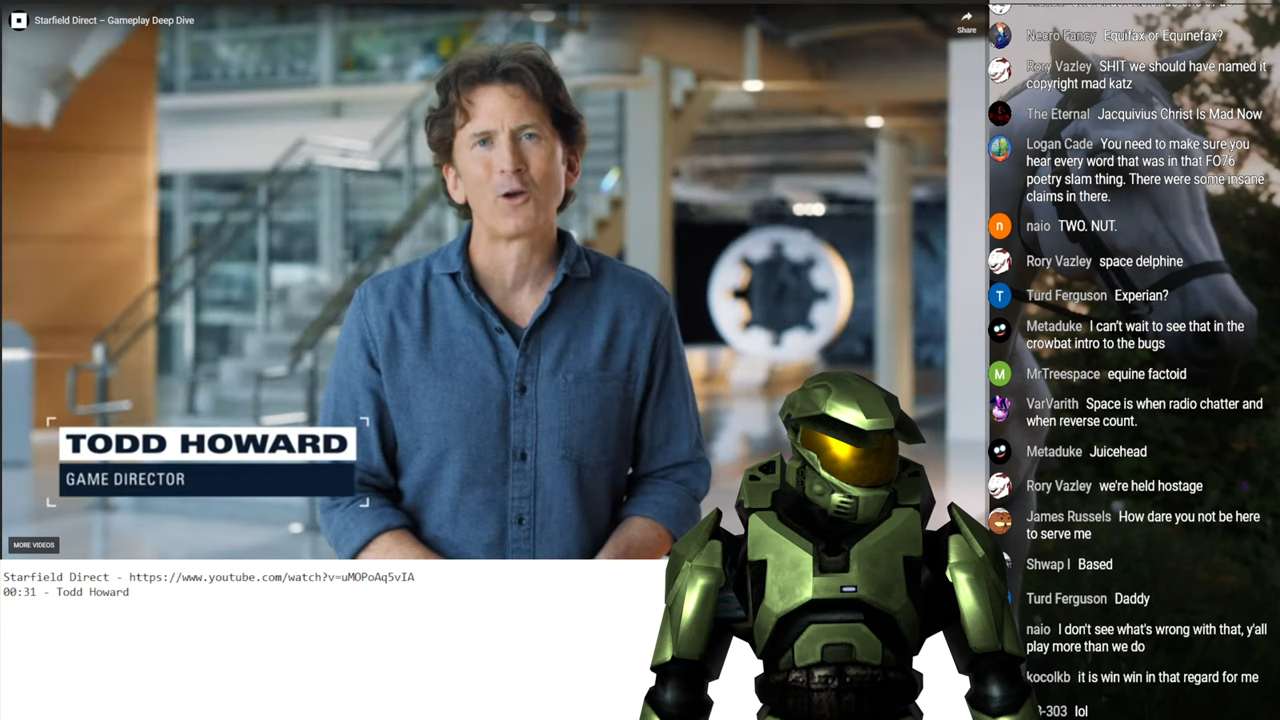 Starfield Direct – Gameplay Deep Dive
Share
TODD HOWARD
GAME DIRECTOR
MORE VIDEOS
Starfield Direct - https://www.youtube.com/watch?v=uMOPoAq5vIA
00:31 - Todd Howard
Necro Fancy Equifax or Equinefax?
Rory Vazley SHIT we should have named it
copyright mad katz
The Eternal Jacquivius Christ Is Mad Now
Logan Cade You need to make sure you
hear every word that was in that FO76
poetry slam thing. There were some insane
claims in there.
n naio TWO. NUT.
Rory Vazley space delphine
T Turd Ferguson Experian?
Metaduke I can't wait to see that in the
crowbat intro to the bugs
M MrTreespace equine factoid
VarVarith Space is when radio chatter and
when reverse count.
Metaduke Juicehead
Rory Vazley we're held hostage
James Russels How dare you not be here
to serve me
Shwap I Based
Turd Ferguson Daddy
naio I don't see what's wrong with that, y'all
play more than we do
kocolkb it is win win in that regard for me
-303 lol